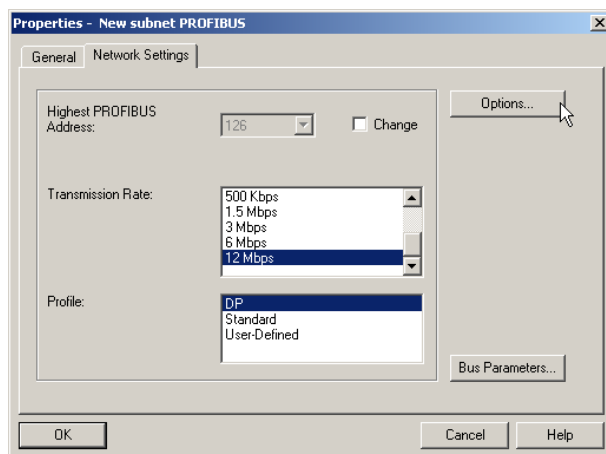 Properties -  New subnet PROFIBUS
General
Network Settings
Highest PROFIBUS
Address:
126
Change
Options...
Transmission Rate:
500 Kbps
1.5 Mbps
3 Mbps
6 Mbps
12 Mbps
Profile:
DP
Standard
User-Defined
Bus Parameters...
OK
Cancel
Help